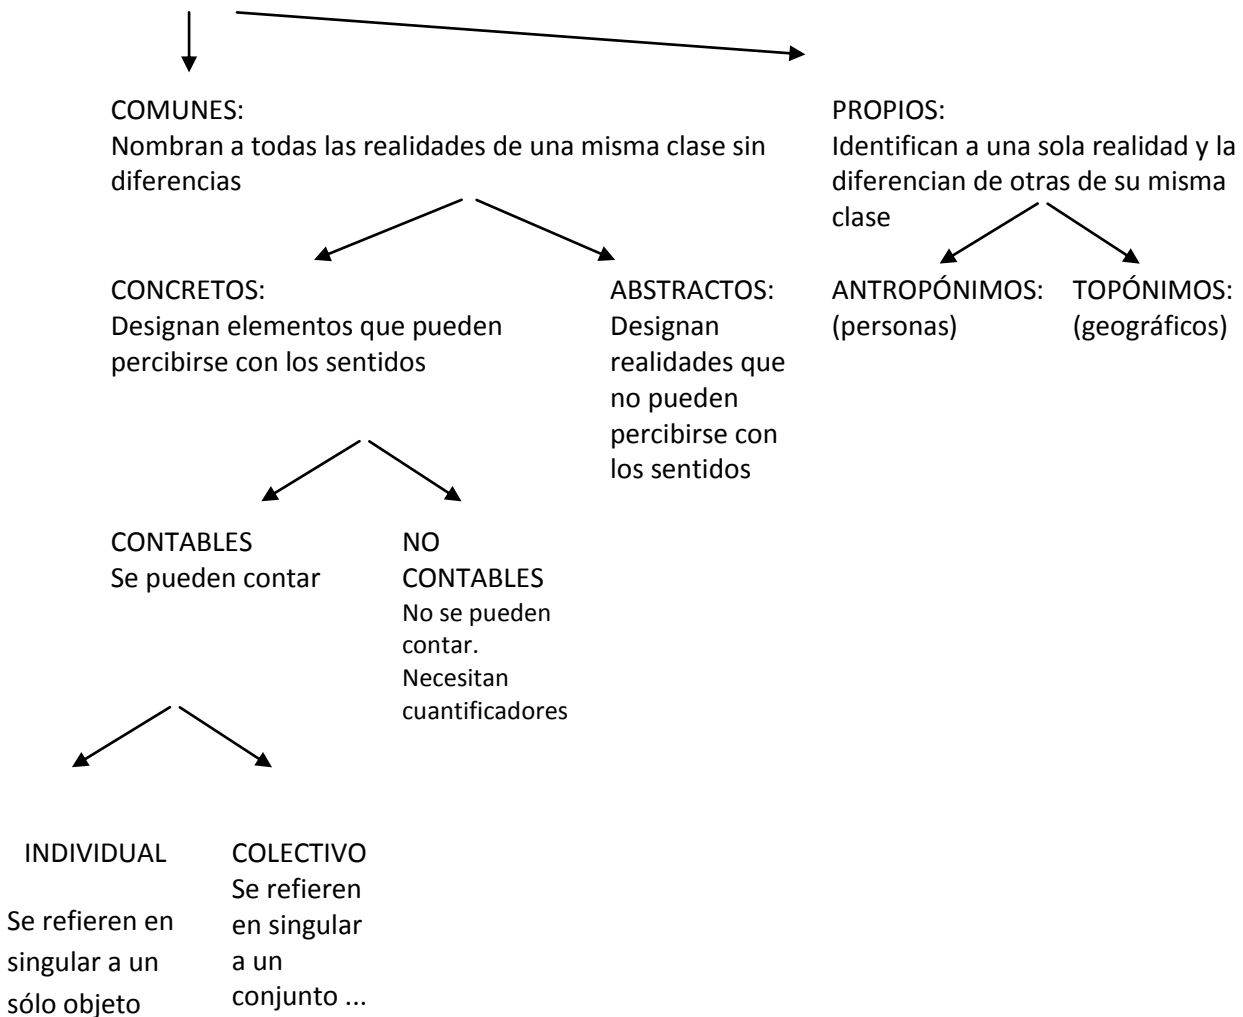 COMUNES:
Nombran a todas las realidades de una misma clase sin
diferencias
PROPIOS:
Identifican a una sola realidad y la
diferencian de otras de su misma
clase
CONCRETOS:
Designan elementos que pueden
percibirse con los sentidos
ABSTRACTOS:
Designan
realidades que
no pueden
percibirse con
los sentidos
ANTROPÓNIMOS:
(personas)
TOPÓNIMOS:
(geográficos)
CONTABLES
Se pueden contar
NO
CONTABLES
No se pueden
contar.
Necesitan
cuantificadores
INDIVIDUAL
Se refieren en
singular a un
sólo objeto
COLECTIVO
Se refieren
en singular
a un
conjunto ...